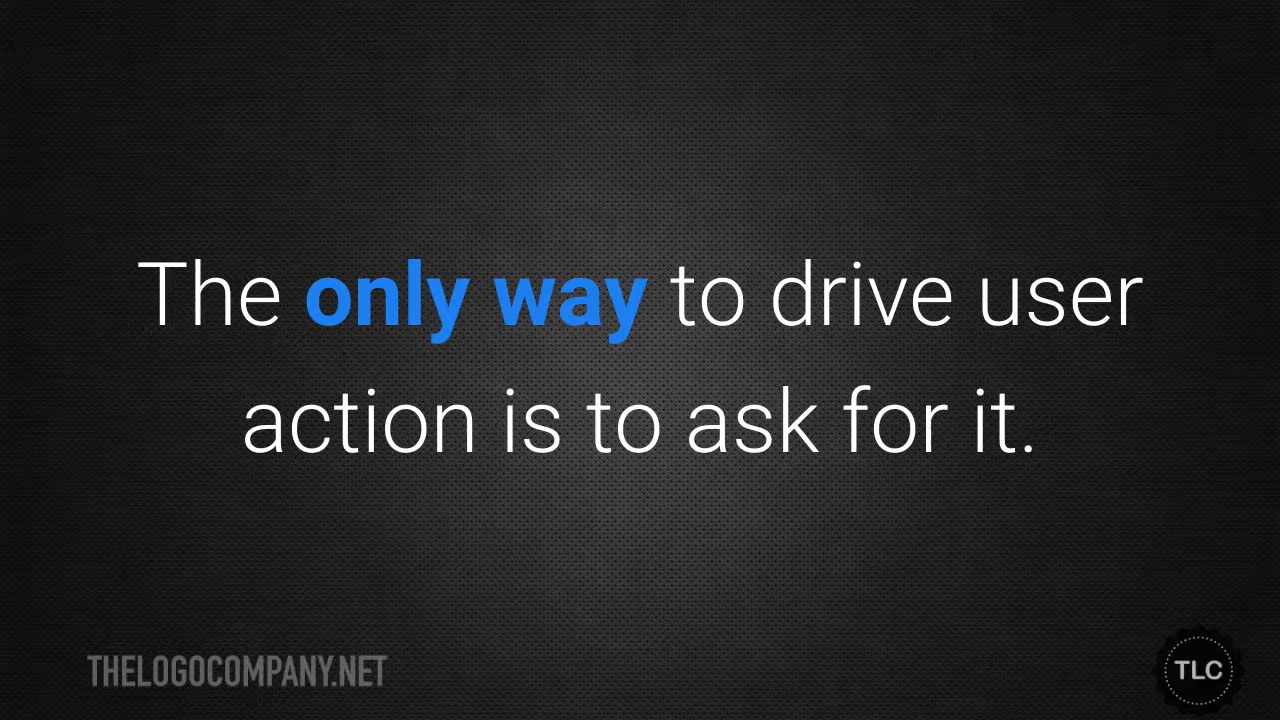 The only way to drive user
action is to ask for it.
THELOGOCOMPANY.NET
TLC